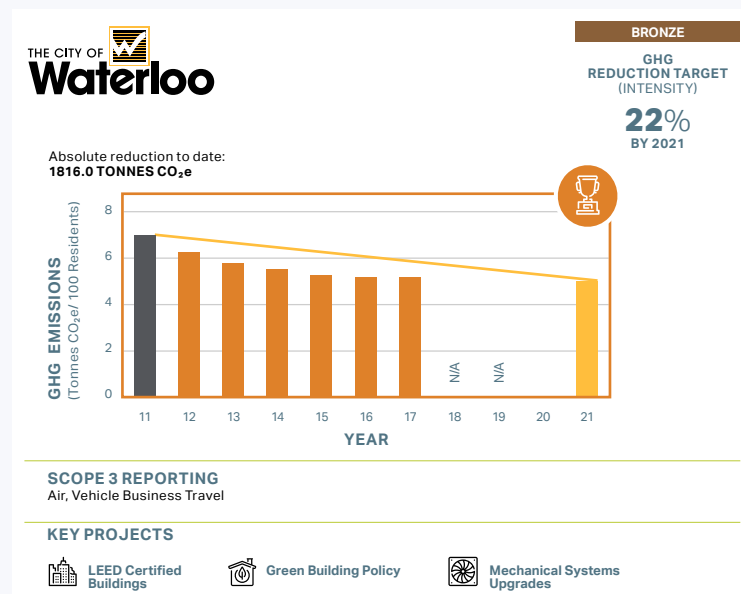 THE CITY OF
Waterloo
BRONZE
GHG
REDUCTION TARGET
(INTENSITY)
22%
BY 2021
Absolute reduction to date:
1816.0 TONNES CO₂e
GHG EMISSIONS
(Tonnes CO₂e/ 100 Residents)
8
6
4
2
0
N/A
N/A
11 12 13 14 15 16 17 18 19 20 21
YEAR
SCOPE 3 REPORTING
Air, Vehicle Business Travel
KEY PROJECTS
LEED Certified
Buildings
Green Building Policy
Mechanical Systems
Upgrades